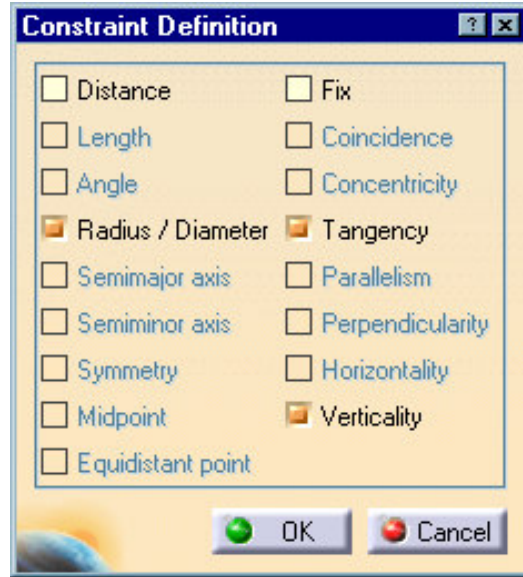 Constraint Definition ? ×
Distance Fix
Length Coincidence
Angle Concentricity
Radius / Diameter Tangency
Semimajor axis Parallelism
Semiminor axis Perpendicularity
Symmetry Horizontality
Midpoint Verticality
Equidistant point
OK Cancel